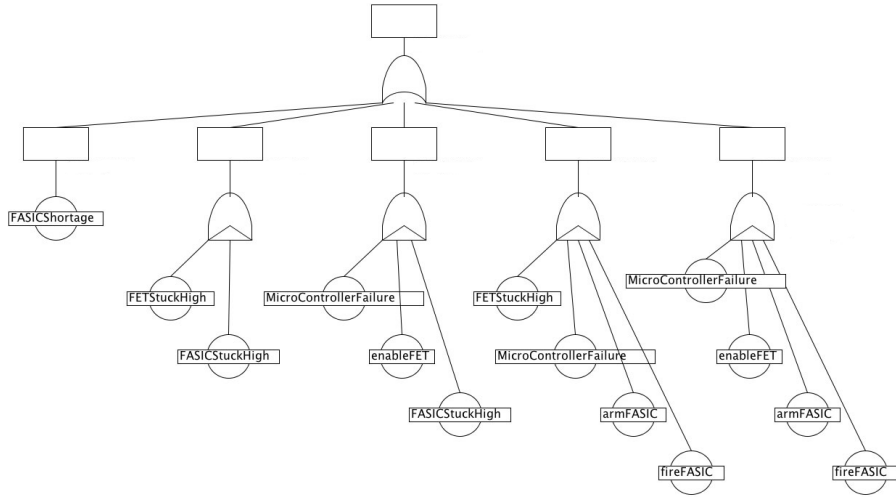 FASICShortage
MicroControllerFailure
FETStuckHigh
MicroControllerFailure
FETStuckHigh
FASICStuckHigh
enableFET
MicroControllerFailure
enableFET
FASICStuckHigh
armFASIC
armFASIC
fireFASIC
fireFASIC